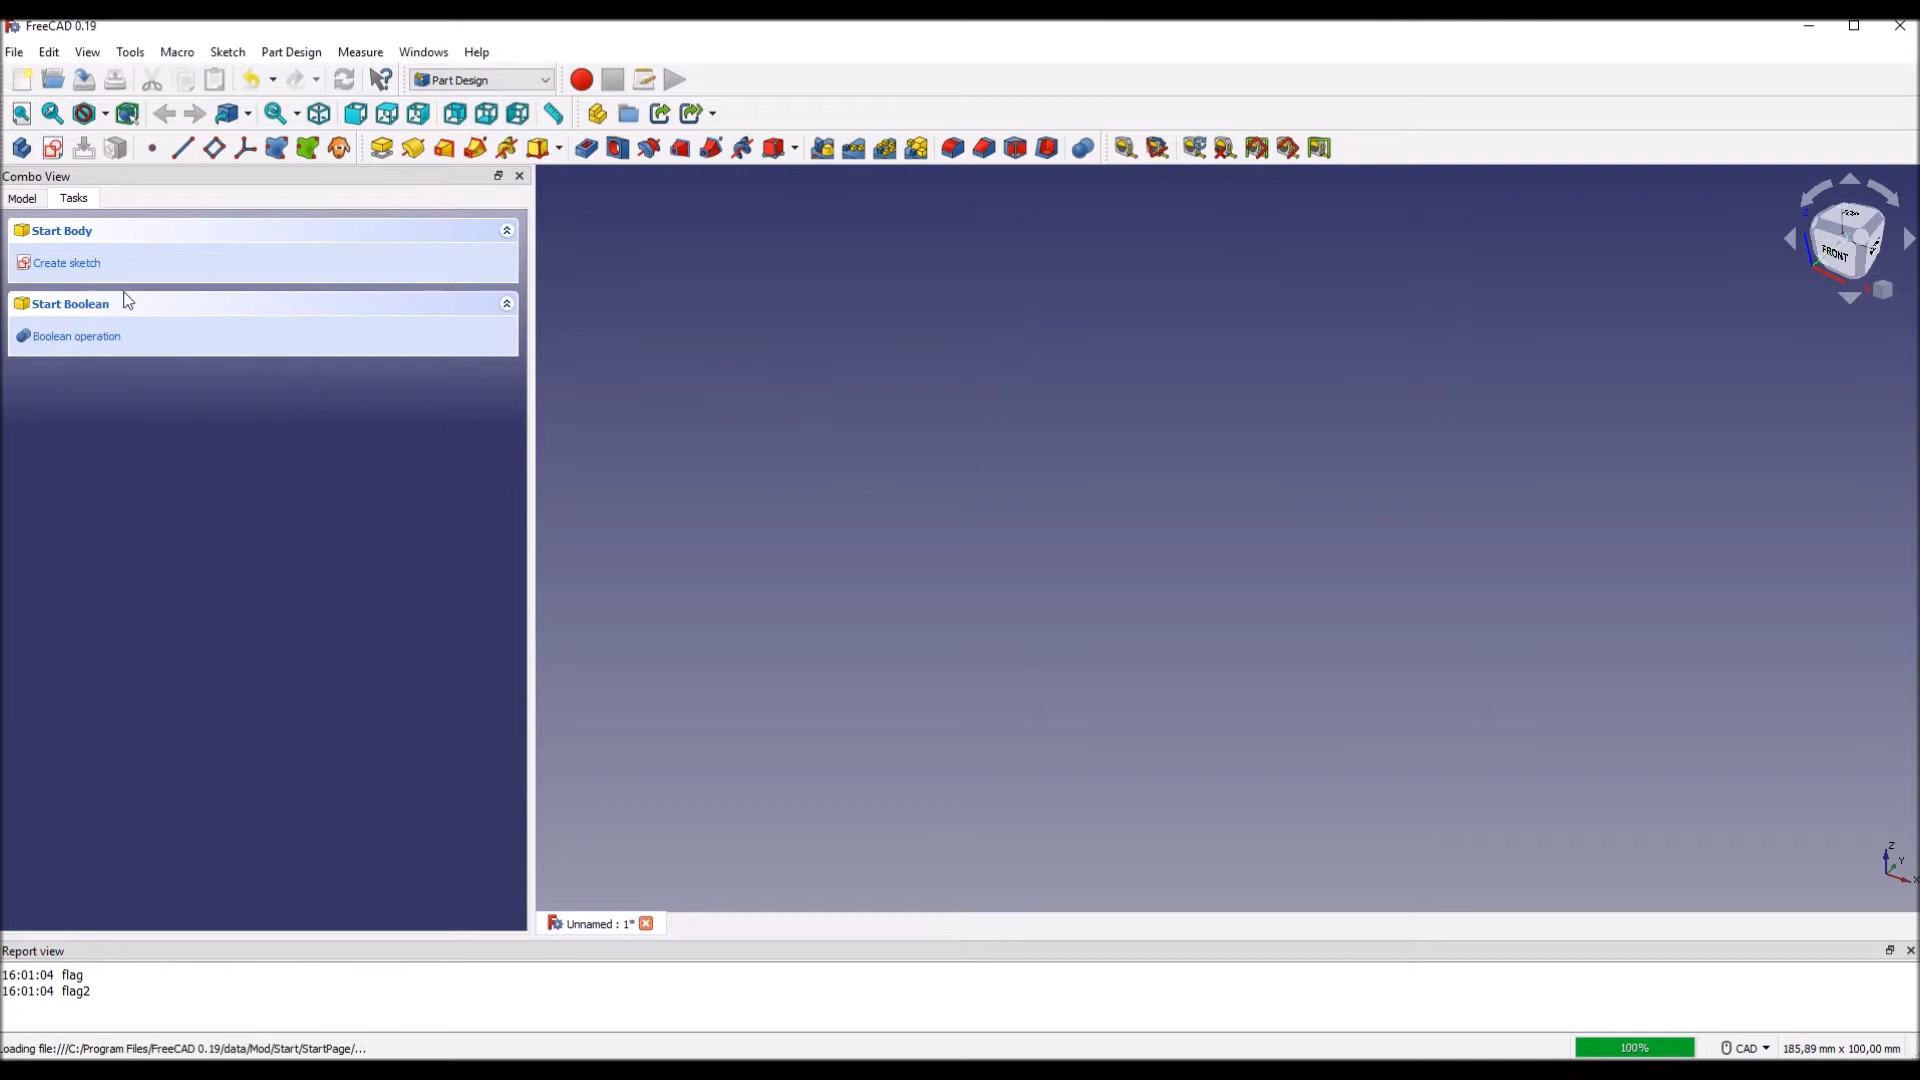 FreeCAD 0.19
File Edit View Tools Macro Sketch Part Design Measure Windows Help
Part Design
Combo View
Model Tasks
Start Body
Create sketch
Start Boolean
Boolean operation
FRONT
Z
Y
X
Unnamed : 1*
Report view
16:01:04 flag
16:01:04 flag2
Loading file:///C:/Program Files/FreeCAD 0.19/data/Mod/Start/StartPage/... 100% CAD 185,89 mm x 100,00 mm